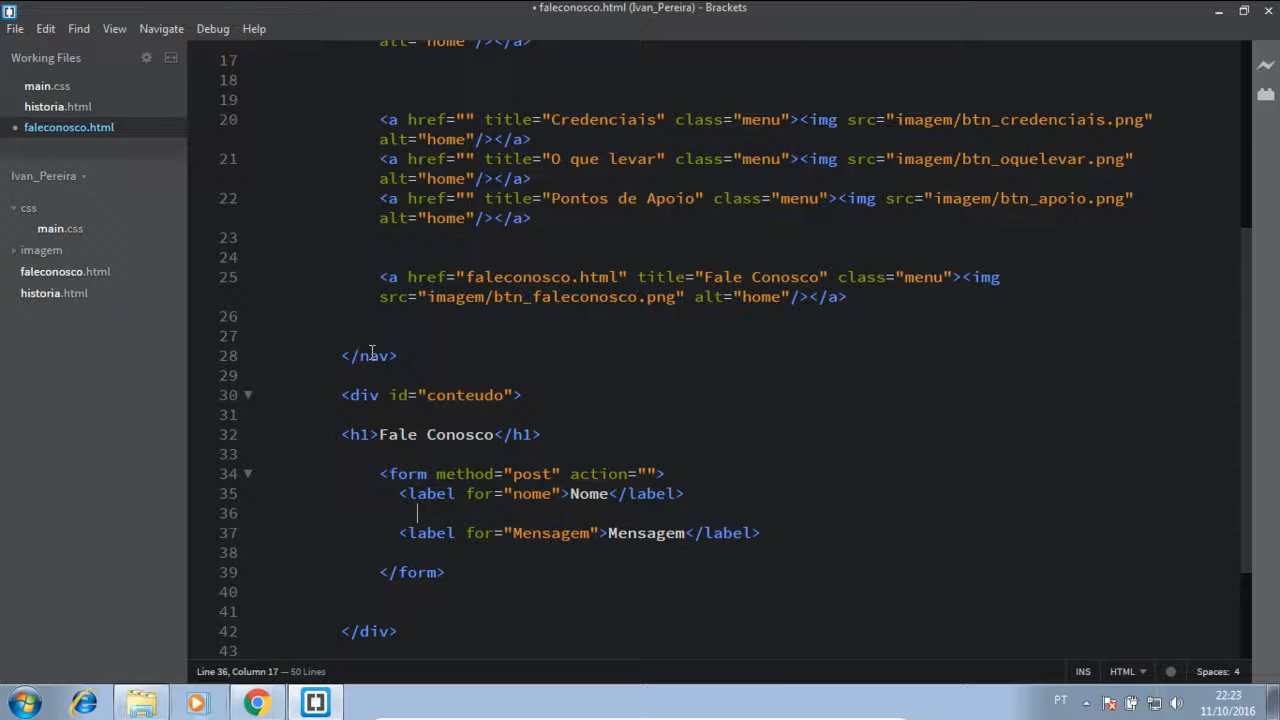 • faleconosco.html (Ivan_Pereira) - Brackets
File Edit Find View Navigate Debug Help
Working Files
main.css
historia.html
• faleconosco.html
Ivan_Pereira
css
main.css
imagem
faleconosco.html
historia.html
alt="home"/></a>
17
18
19
20 <a href="" title="Credenciais" class="menu"><img src="imagem/btn_credenciais.png"
alt="home"/></a>
21 <a href="" title="O que levar" class="menu"><img src="imagem/btn_oquelevar.png"
alt="home"/></a>
22 <a href="" title="Pontos de Apoio" class="menu"><img src="imagem/btn_apoio.png"
alt="home"/></a>
23
24
25 <a href="faleconosco.html" title="Fale Conosco" class="menu"><img
src="imagem/btn_faleconosco.png" alt="home"/></a>
26
27
28 </nav>
29
30 <div id="conteudo">
31
32 <h1>Fale Conosco</h1>
33
34 <form method="post" action="">
35 <label for="nome">Nome</label>
36
37 <label for="Mensagem">Mensagem</label>
38
39 </form>
40
41
42 </div>
43
Line 36, Column 17 — 50 Lines
INS HTML Spaces: 4
PT 22:23
11/10/2016